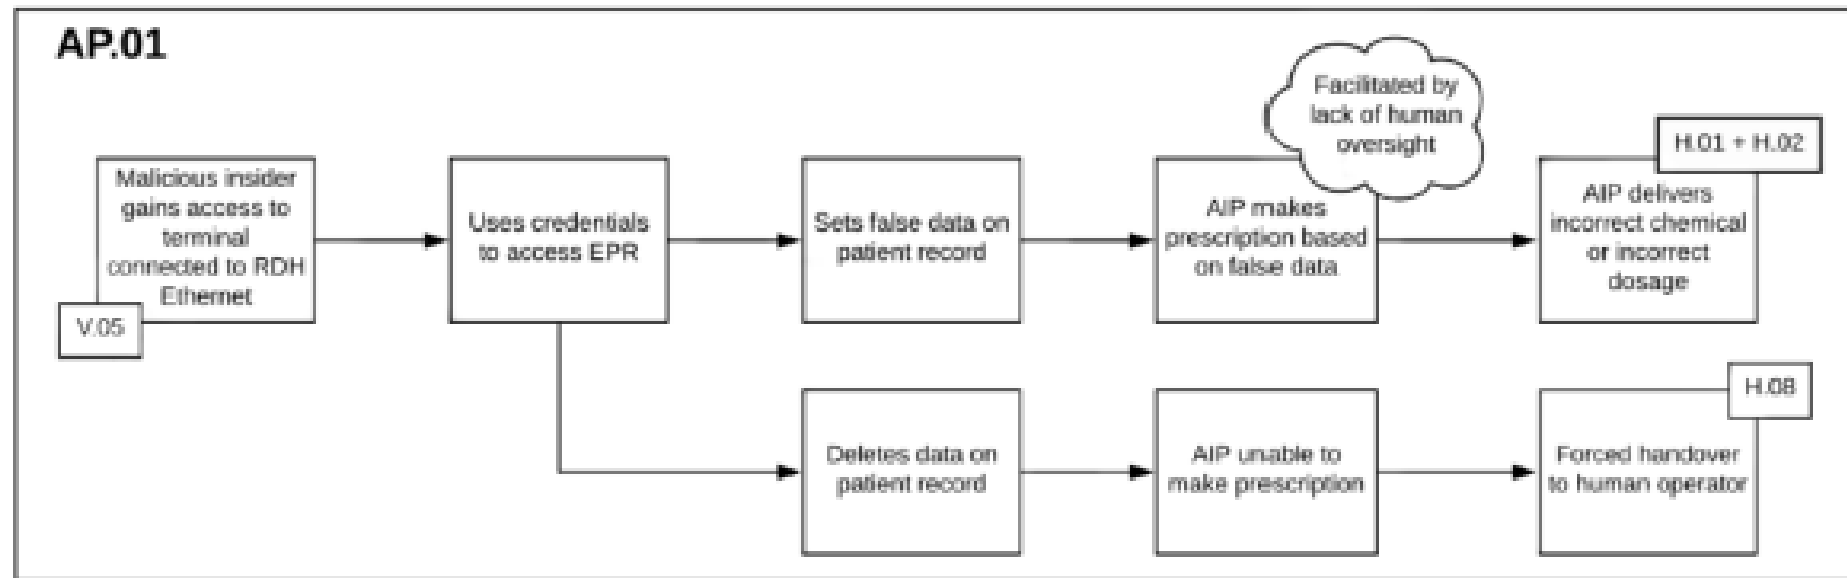 AP.01
Facilitated by
lack of human
oversight
H.01 + H.02
Malicious insider
gains access to
terminal
connected to RDH
Ethernet
V.05
Uses credentials
to access EPR
Sets false data on
patient record
AIP makes
prescription based
on false data
AIP delivers
incorrect chemical
or incorrect
dosage
Deletes data on
patient record
AIP unable to
make prescription
H.08
Forced handover
to human operator